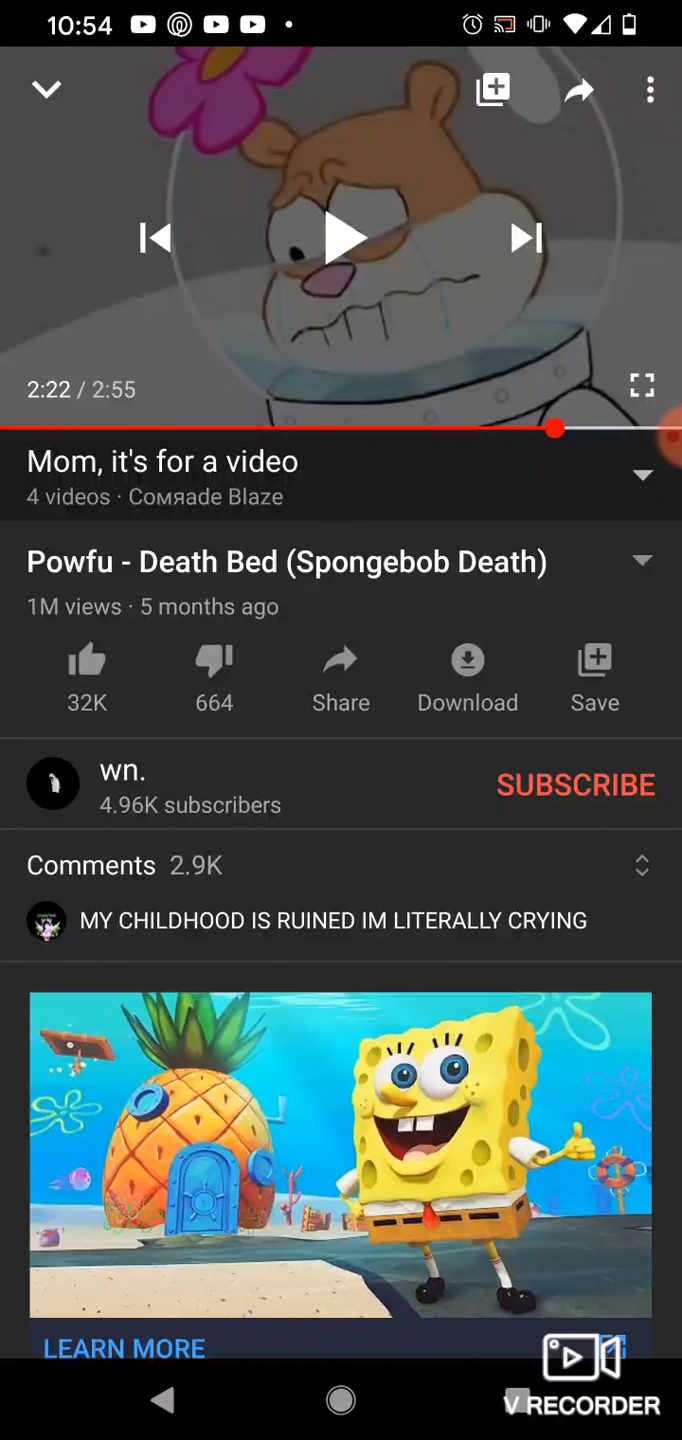 10:54
2:22 / 2:55
Mom, it's for a video
4 videos · Comяade Blaze
Powfu - Death Bed (Spongebob Death)
1M views · 5 months ago
32K
664
Share
Download
Save
wn.
4.96K subscribers
SUBSCRIBE
Comments 2.9K
MY CHILDHOOD IS RUINED IM LITERALLY CRYING
LEARN MORE
V RECORDER